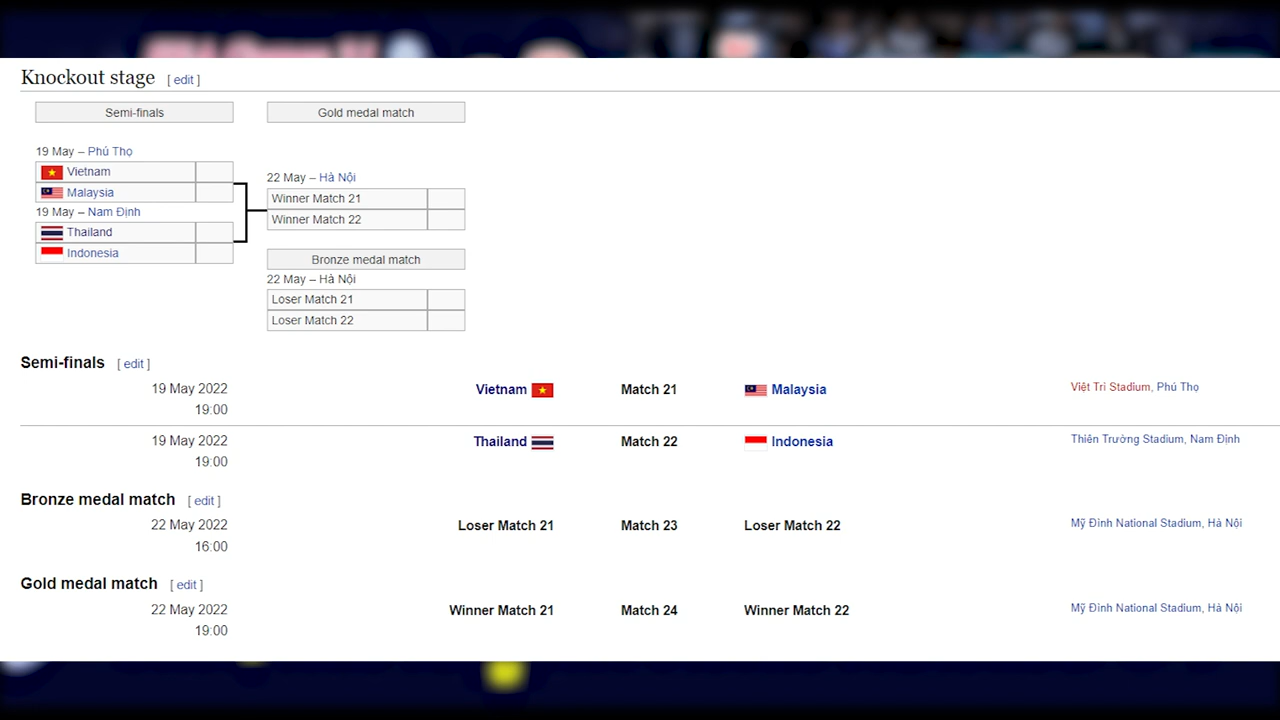 Knockout stage [ edit ]
Semi-finals
Gold medal match
19 May – Phú Thọ
Vietnam
Malaysia
19 May – Nam Định
Thailand
Indonesia
22 May – Hà Nội
Winner Match 21
Winner Match 22
Bronze medal match
22 May – Hà Nội
Loser Match 21
Loser Match 22
Semi-finals [ edit ]
19 May 2022 Vietnam Match 21 Malaysia Việt Trì Stadium, Phú Thọ
19:00
19 May 2022 Thailand Match 22 Indonesia Thiên Trường Stadium, Nam Định
19:00
Bronze medal match [ edit ]
22 May 2022 Loser Match 21 Match 23 Loser Match 22 Mỹ Đình National Stadium, Hà Nội
16:00
Gold medal match [ edit ]
22 May 2022 Winner Match 21 Match 24 Winner Match 22 Mỹ Đình National Stadium, Hà Nội
19:00